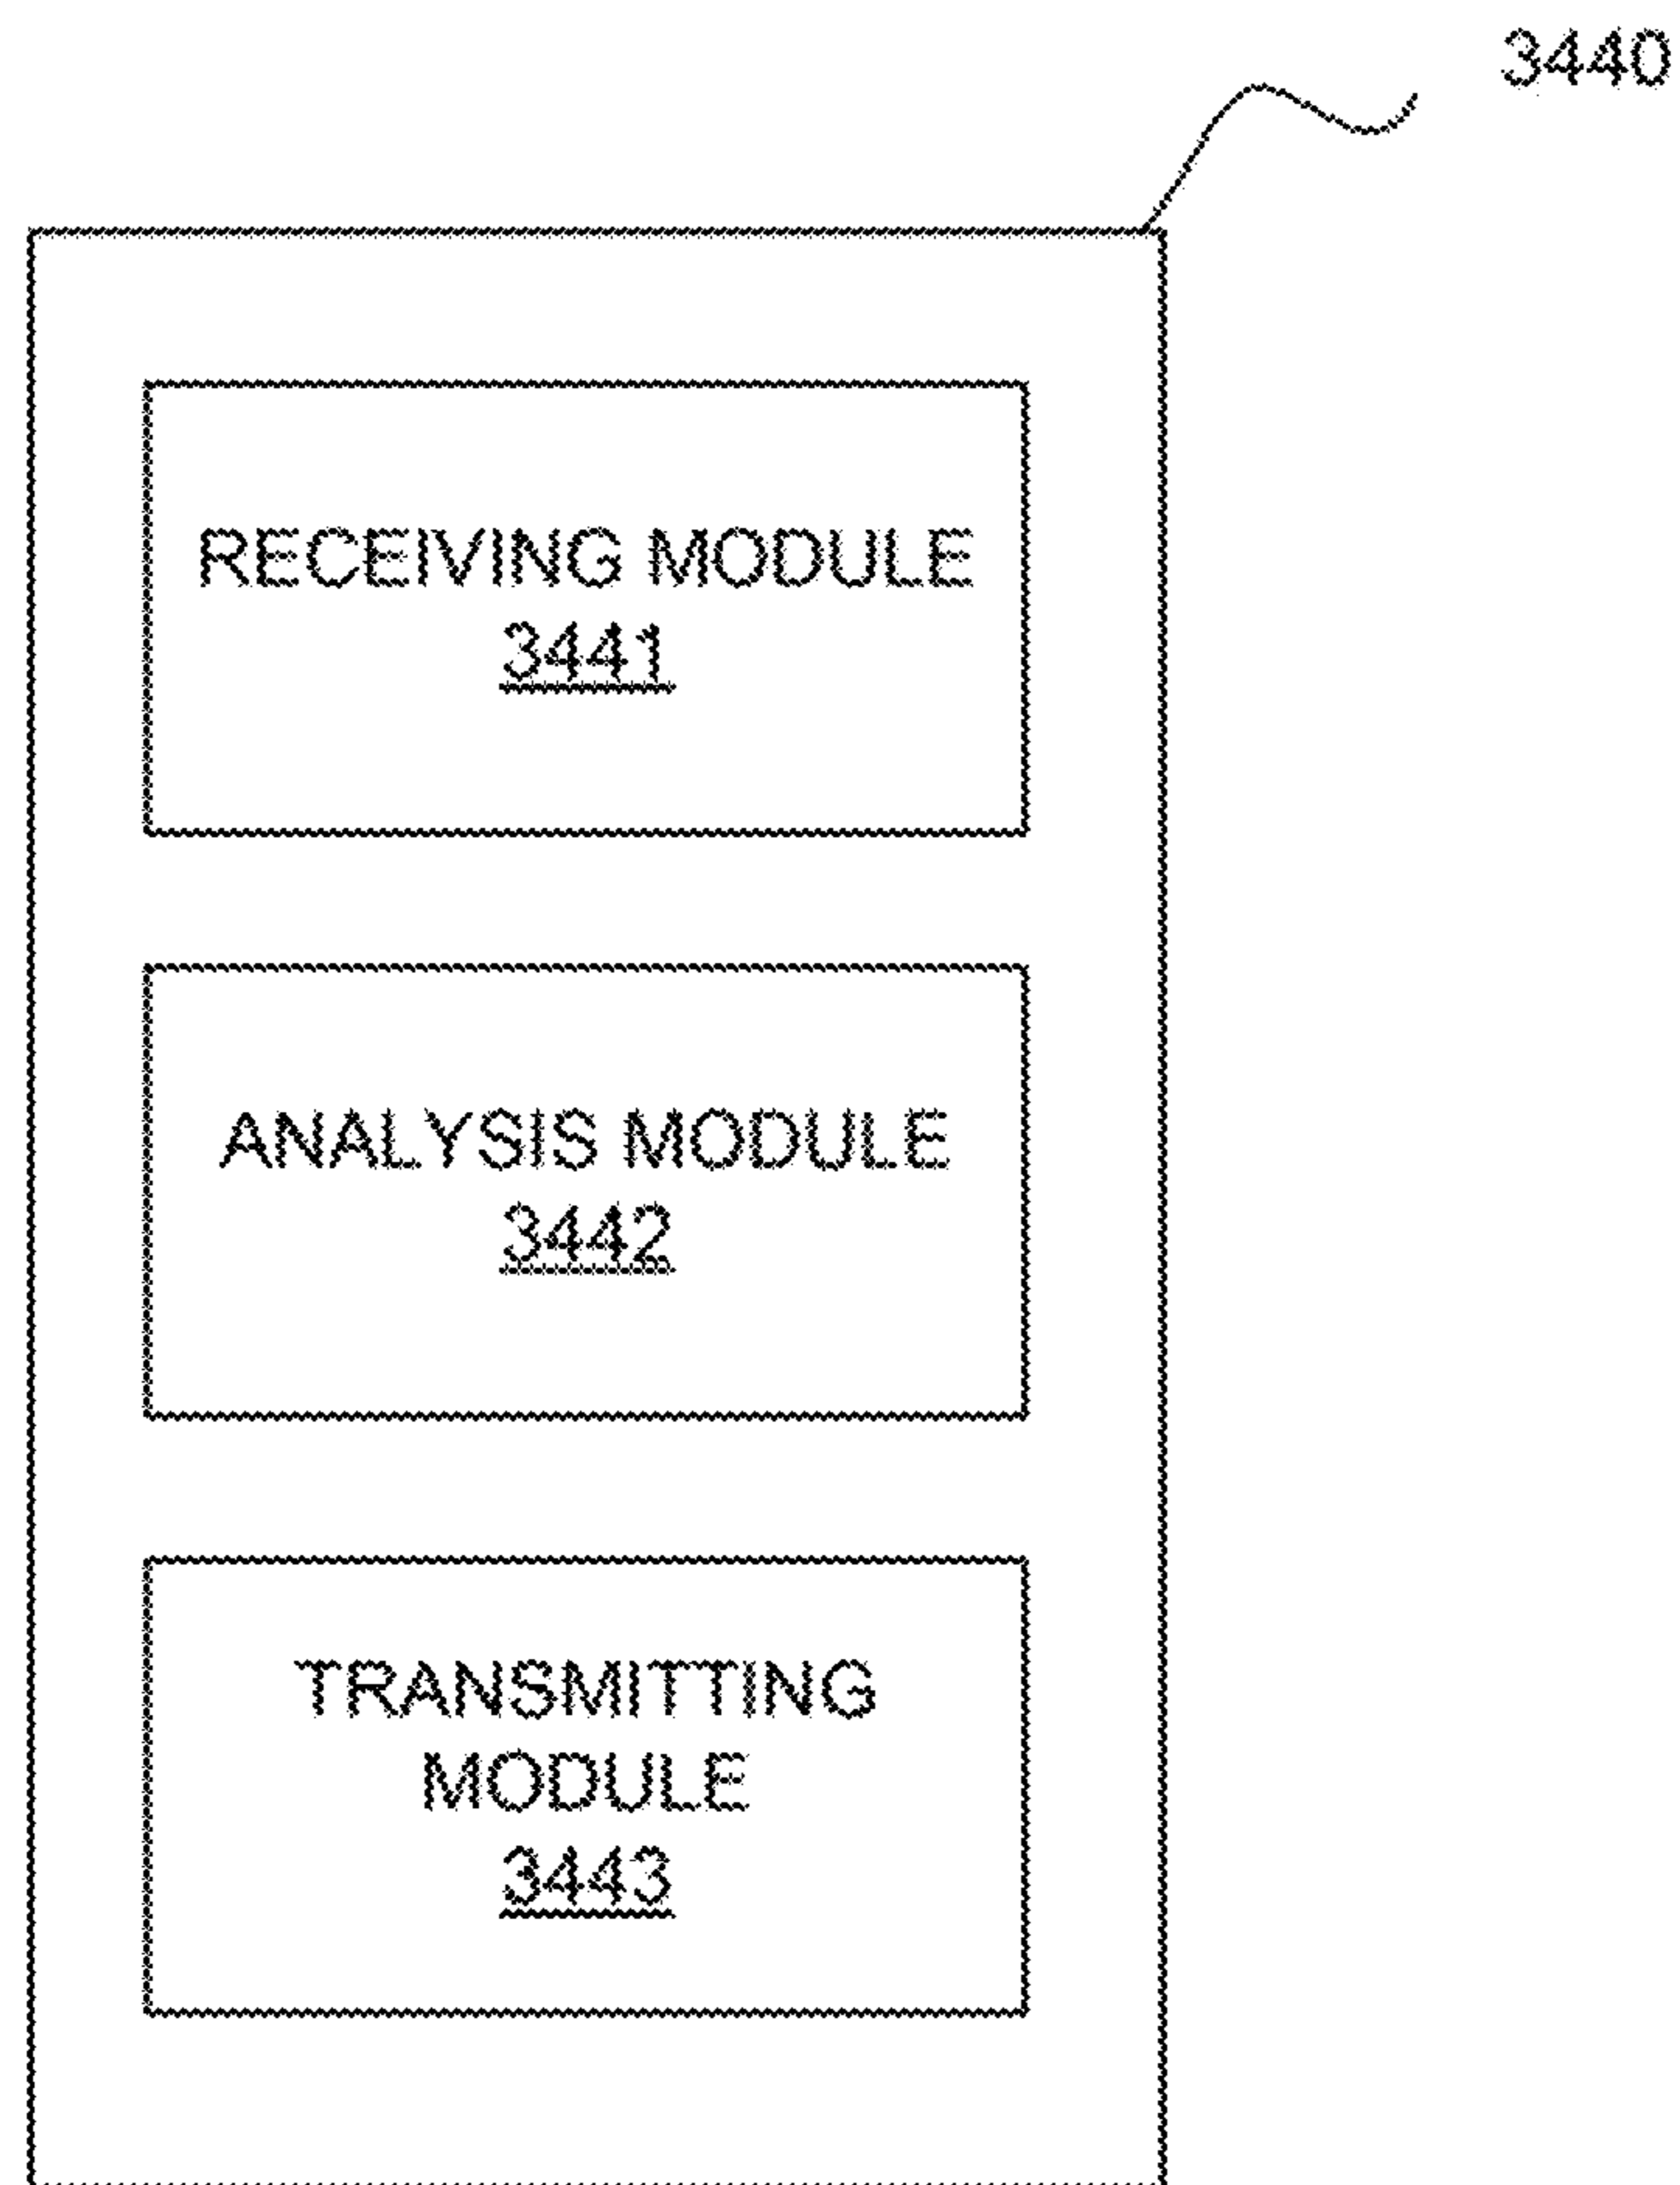 3440
RECEIVING MODULE
3441
ANALYSIS MODULE
3442
TRANSMITTING
MODULE
3443